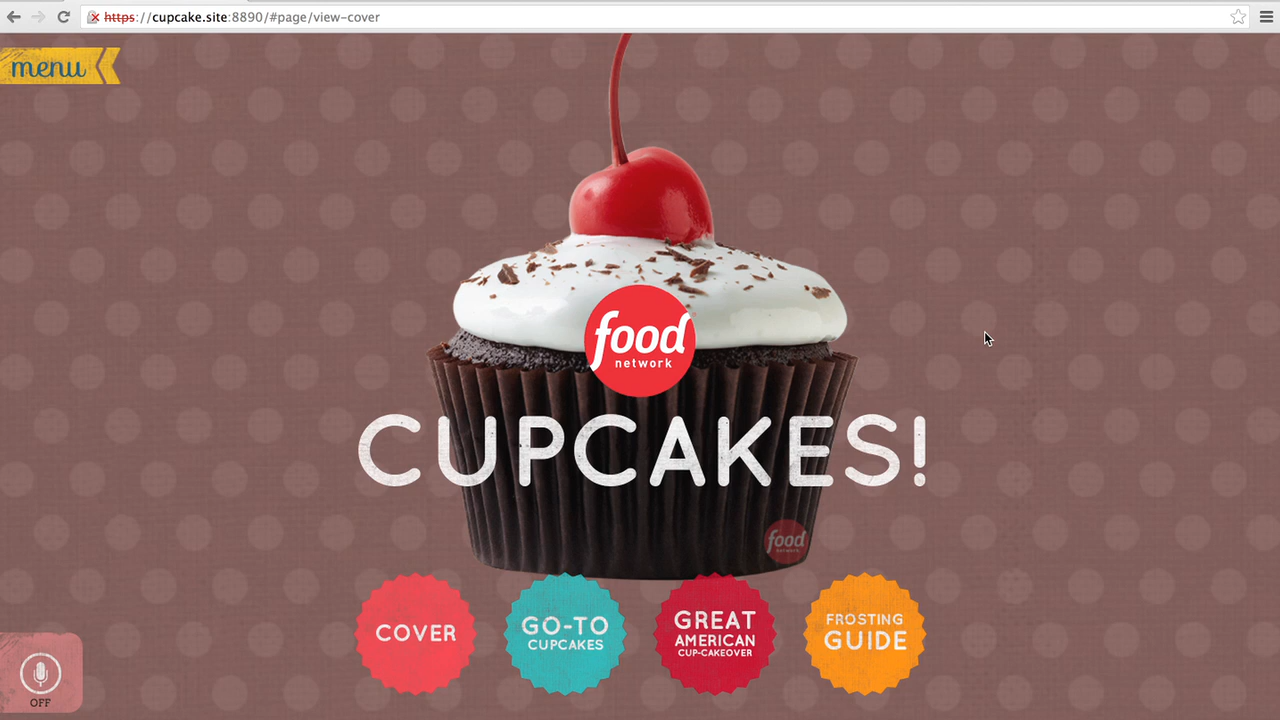 https://cupcake.site:8890/#page/view-cover
menu
food
network
CUPCAKES!
food
network
COVER
GO-TO
CUPCAKES
GREAT
AMERICAN
CUP-CAKEOVER
FROSTING
GUIDE
OFF